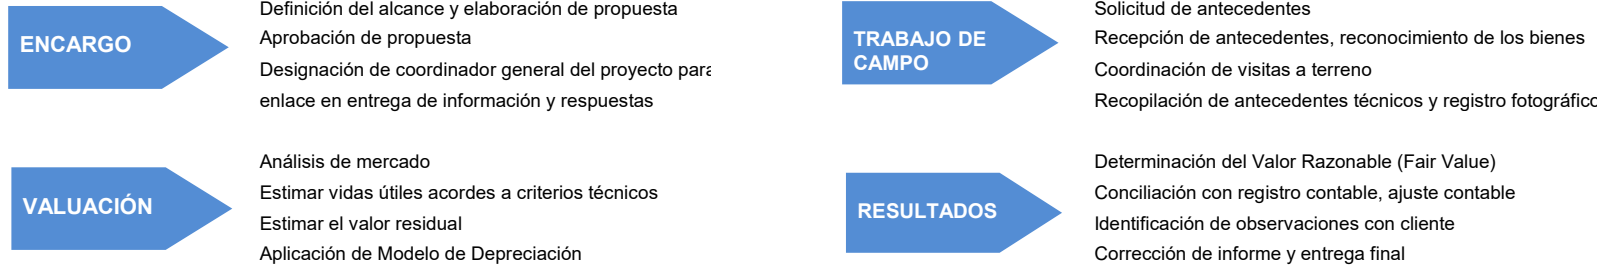 ENCARGO
Definición del alcance y elaboración de propuesta
Aprobación de propuesta
Designación de coordinador general del proyecto para
enlace en entrega de información y respuestas
TRABAJO DE
CAMPO
Solicitud de antecedentes
Recepción de antecedentes, reconocimiento de los bienes
Coordinación de visitas a terreno
Recopilación de antecedentes técnicos y registro fotográfico
VALUACIÓN
Análisis de mercado
Estimar vidas útiles acordes a criterios técnicos
Estimar el valor residual
Aplicación de Modelo de Depreciación
RESULTADOS
Determinación del Valor Razonable (Fair Value)
Conciliación con registro contable, ajuste contable
Identificación de observaciones con cliente
Corrección de informe y entrega final